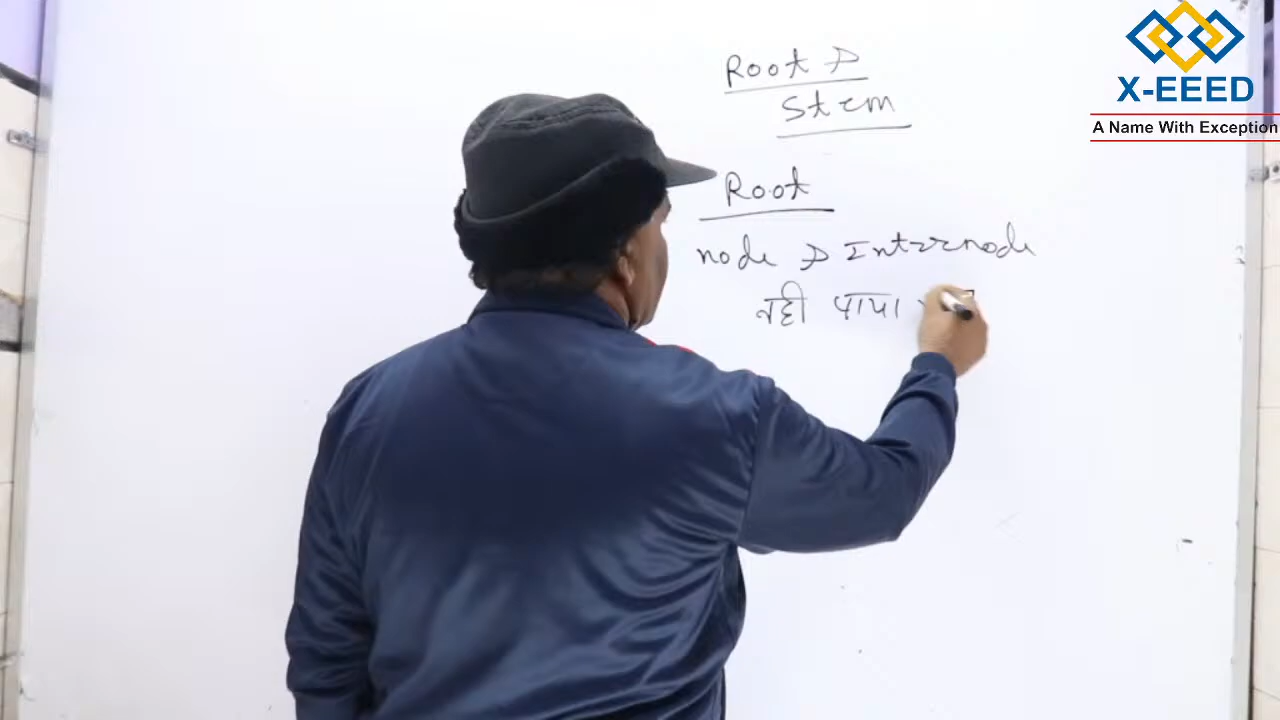 Root &
Stem
Root
node & Internode
नही पाया
X-EEED
A Name With Exception